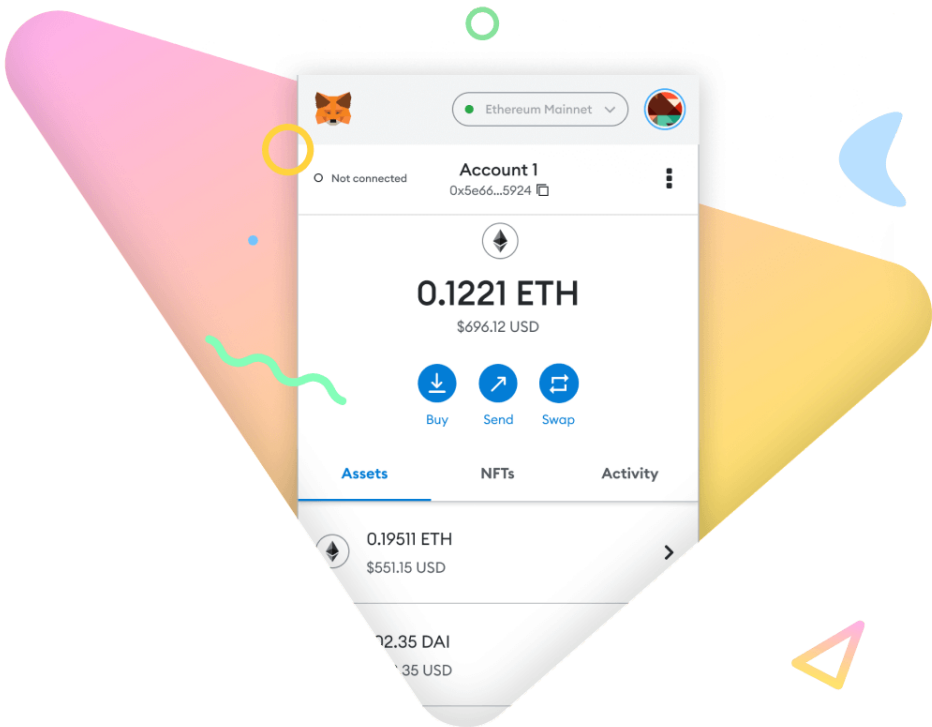 Ethereum Mainnet
Not connected
Account 1
0x5e66...5924
0.1221 ETH
$696.12 USD
Buy Send Swap
Assets NFTs Activity
0.19511 ETH
$551.15 USD
02.35 DAI
.35 USD